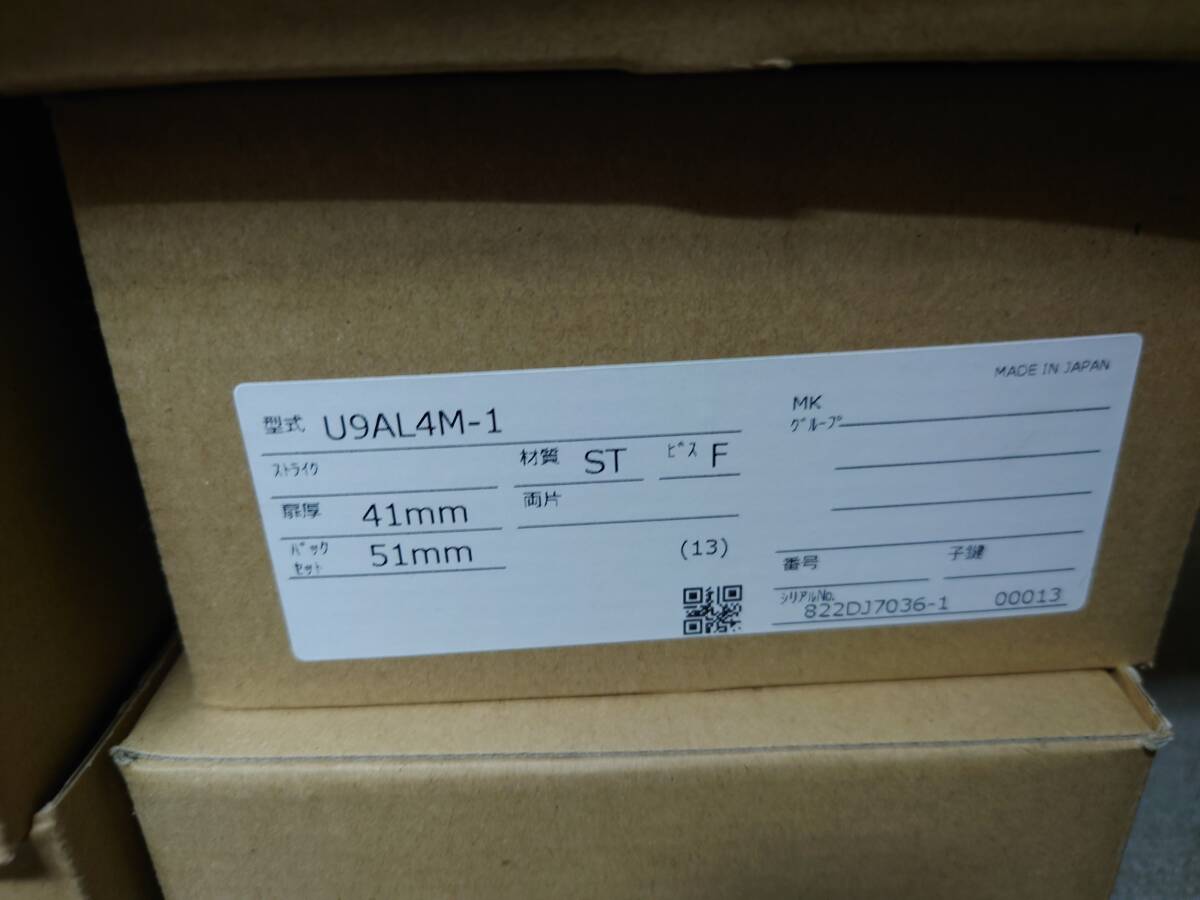 MADE IN JAPAN
型式 U9AL4M-1
MK
ｸﾞﾙｰﾌﾟ
ｽﾄﾗｲｸ 材質 ST ﾋﾞｽ F
扉厚 41mm 両片
ﾊﾞｯｸ
ｾｯﾄ 51mm (13)
番号 子鍵
ｼﾘｱﾙNo. 822DJ7036-1 00013